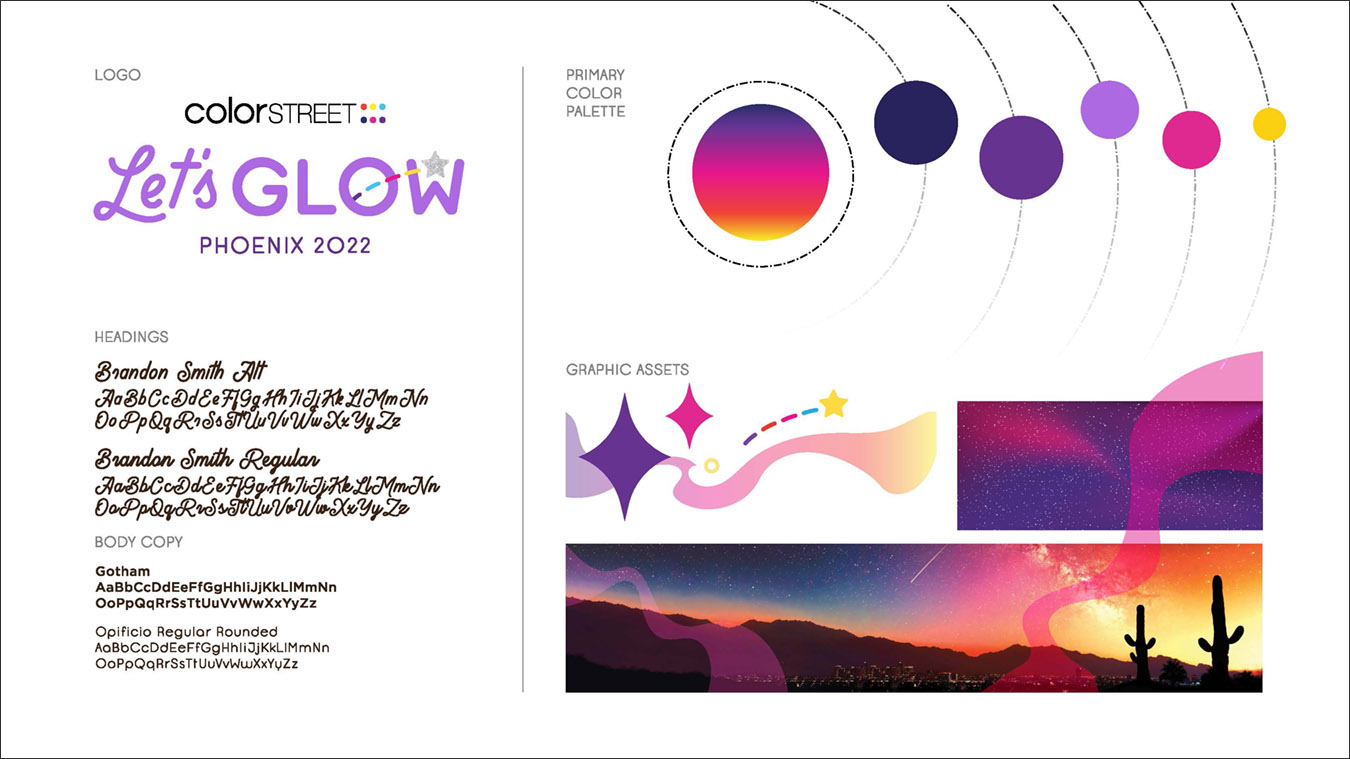 LOGO
colorSTREET
Let's GLOW
PHOENIX 2022
HEADINGS
Brandon Smith Alt
AaBbCcDdEeFfGgHhIiJjKkLlMmNn
OoPpQqRrSsTtUuVvWwXxYyZz
Brandon Smith Regular
AaBbCcDdEeFfGgHhIiJjKkLlMmNn
OoPpQqRrSsTtUuVvWwXxYyZz
BODY COPY
Gotham
AaBbCcDdEeFfGgHhIiJjKkLlMmNn
OoPpQqRrSsTtUuVvWwXxYyZz
Opificio Regular Rounded
AaBbCcDdEeFfGgHhIiJjKkLlMmNn
OoPpQqRrSsTtUuVvWwXxYyZz
PRIMARY
COLOR
PALETTE
GRAPHIC ASSETS